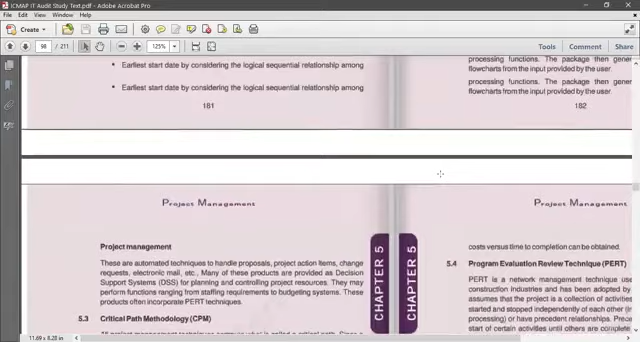 ICMAP IT Audit Study Text.pdf - Adobe Acrobat Pro
File Edit View Window Help
Create
98 / 211
125%
Tools Comment Share
• Earliest start date by considering the logical sequential relationship among
• Earliest start date by considering the logical sequential relationship among
181
processing functions. The package then gener
flowcharts from the input provided by the user.
processing functions. The package then gener
flowcharts from the input provided by the user.
182
Project Management
Project management
These are automated techniques to handle proposals, project action items, change
requests, electronic mail, etc., Many of these products are provided as Decision
Support Systems (DSS) for planning and controlling project resources. They may
perform functions ranging from staffing requirements to budgeting systems. These
products often incorporate PERT techniques.
5.3 Critical Path Methodology (CPM)
CHAPTER 5
CHAPTER 5
Project Managem
costs versus time to completion can be obtained.
5.4 Program Evaluation Review Technique (PERT)
PERT is a network management technique use
construction industries and has been adopted by
assumes that the project is a collection of activities
started and stopped independently of each other (in
processing) or have precedent relationships. Precede
start of certain activities until others are complete
11.69 x 8.28 in